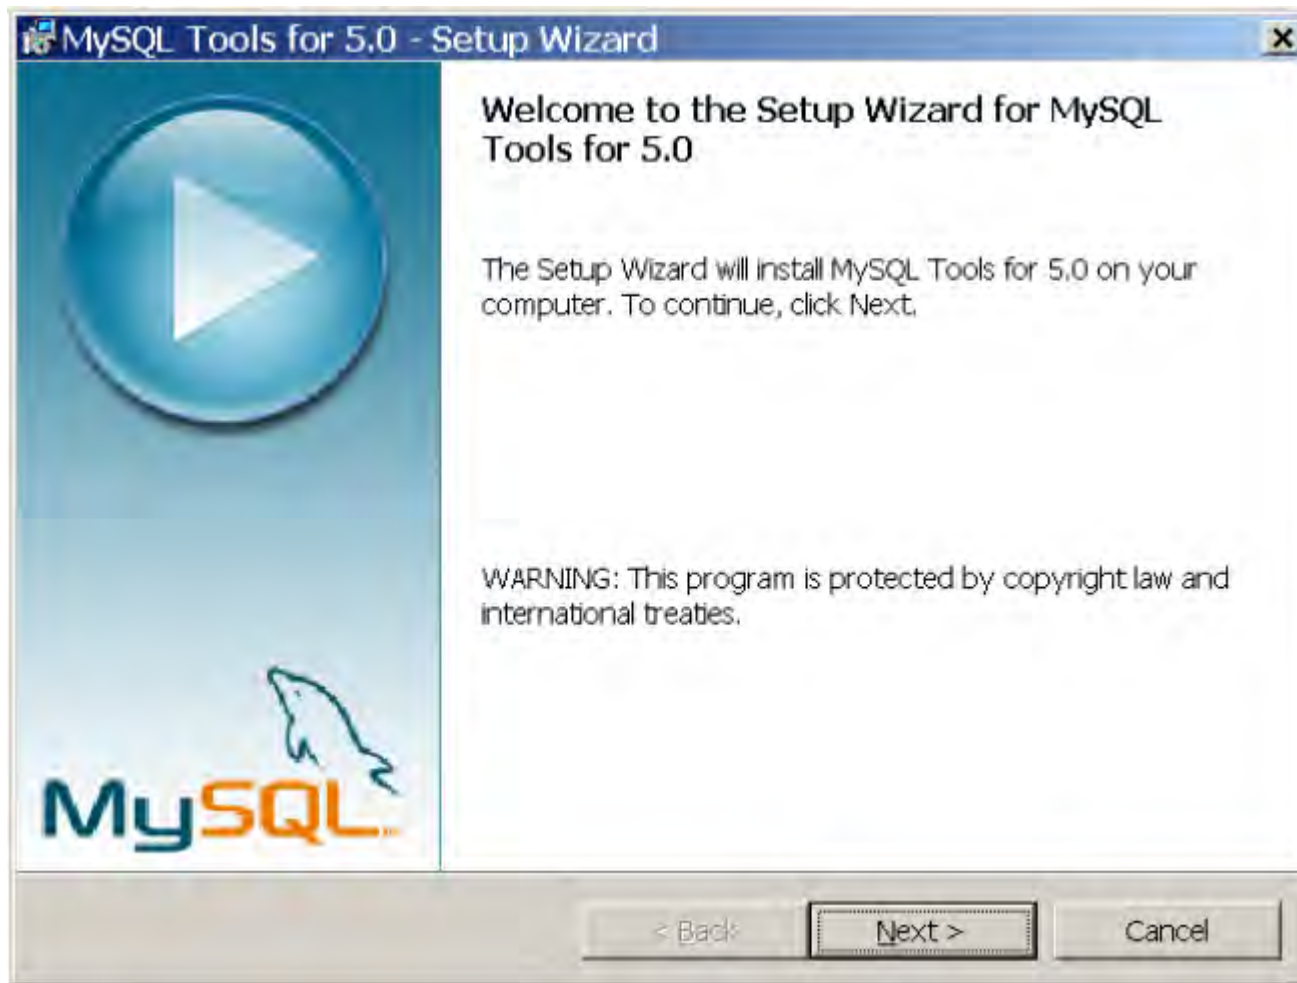 MySQL Tools for 5.0 - Setup Wizard
Welcome to the Setup Wizard for MySQL
Tools for 5.0
The Setup Wizard will install MySQL Tools for 5.0 on your
computer. To continue, click Next.
WARNING: This program is protected by copyright law and
international treaties.
MySQL
< Back
Next >
Cancel